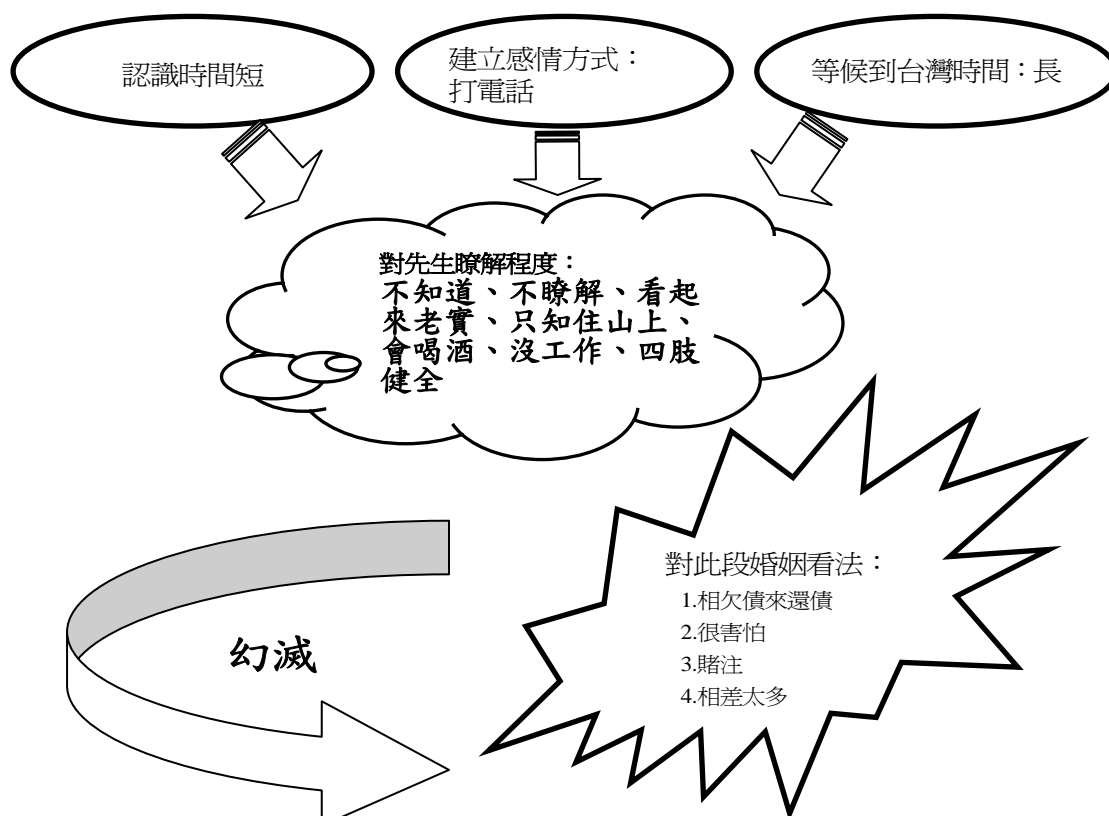 認識時間短
建立感情方式：
打電話
等候到台灣時間：長
對先生瞭解程度：
不知道、不瞭解、看起
來老實、只知住山上、
會喝酒、沒工作、四肢
健全
對此段婚姻看法：
1.相欠債來還債
2.很害怕
3.賭注
4.相差太多
幻滅